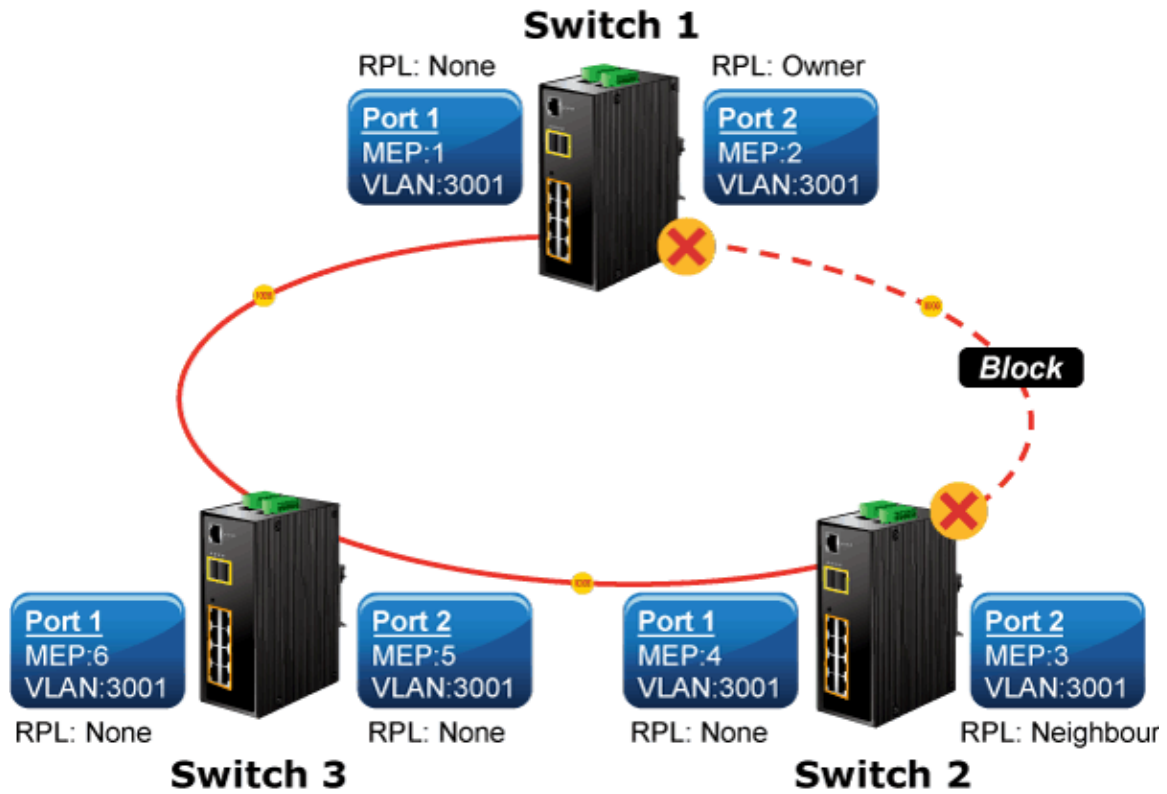 Switch 1
RPL: None
RPL: Owner
Port 1
MEP:1
VLAN:3001
Port 2
MEP:2
VLAN:3001
Block
Port 1
MEP:6
VLAN:3001
RPL: None
Port 2
MEP:5
VLAN:3001
RPL: None
Switch 3
Port 1
MEP:4
VLAN:3001
RPL: None
Port 2
MEP:3
VLAN:3001
RPL: Neighbour
Switch 2